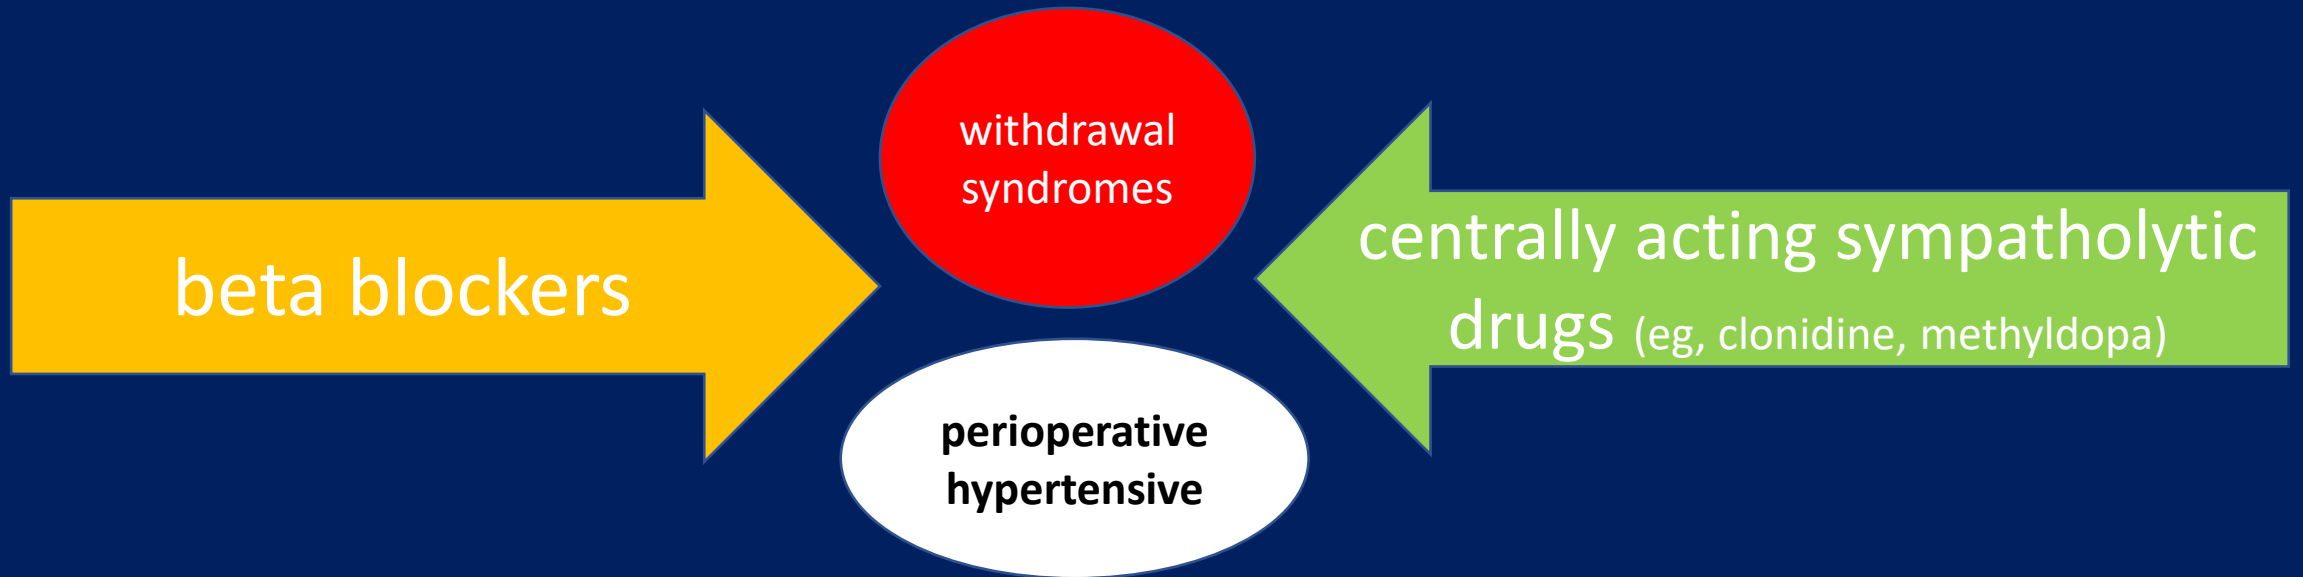 beta blockers
withdrawal
syndromes
perioperative
hypertensive
centrally acting sympatholytic
drugs (eg, clonidine, methyldopa)